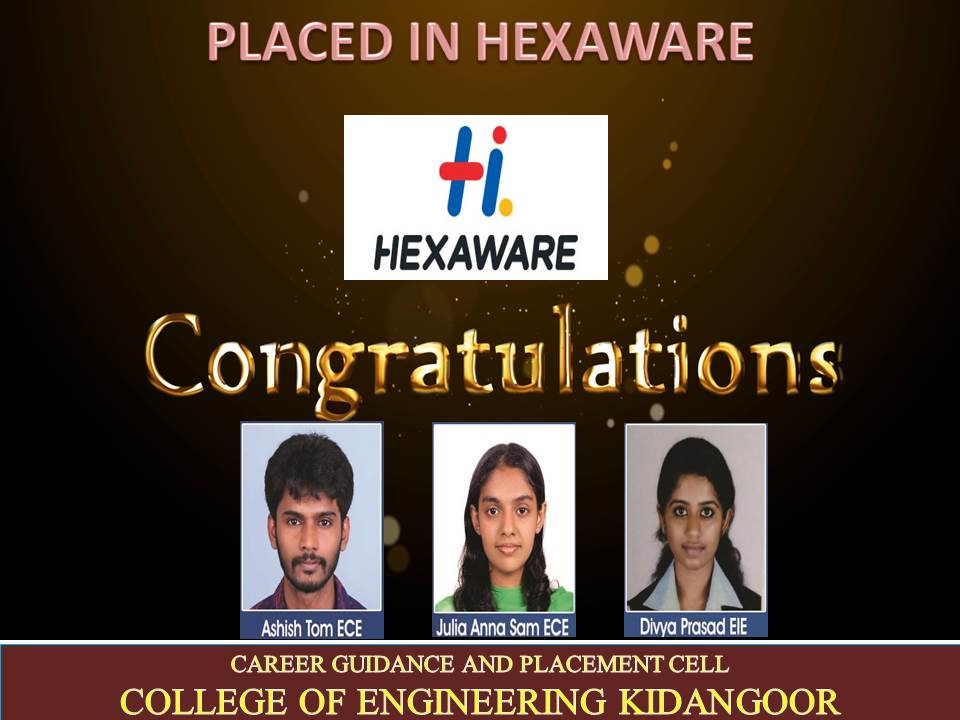 PLACED IN HEXAWARE
Hi.
HEXAWARE
Congratulations
Ashish Tom ECE
Julia Anna Sam ECE
Divya Prasad EIE
CAREER GUIDANCE AND PLACEMENT CELL
COLLEGE OF ENGINEERING KIDANGOOR